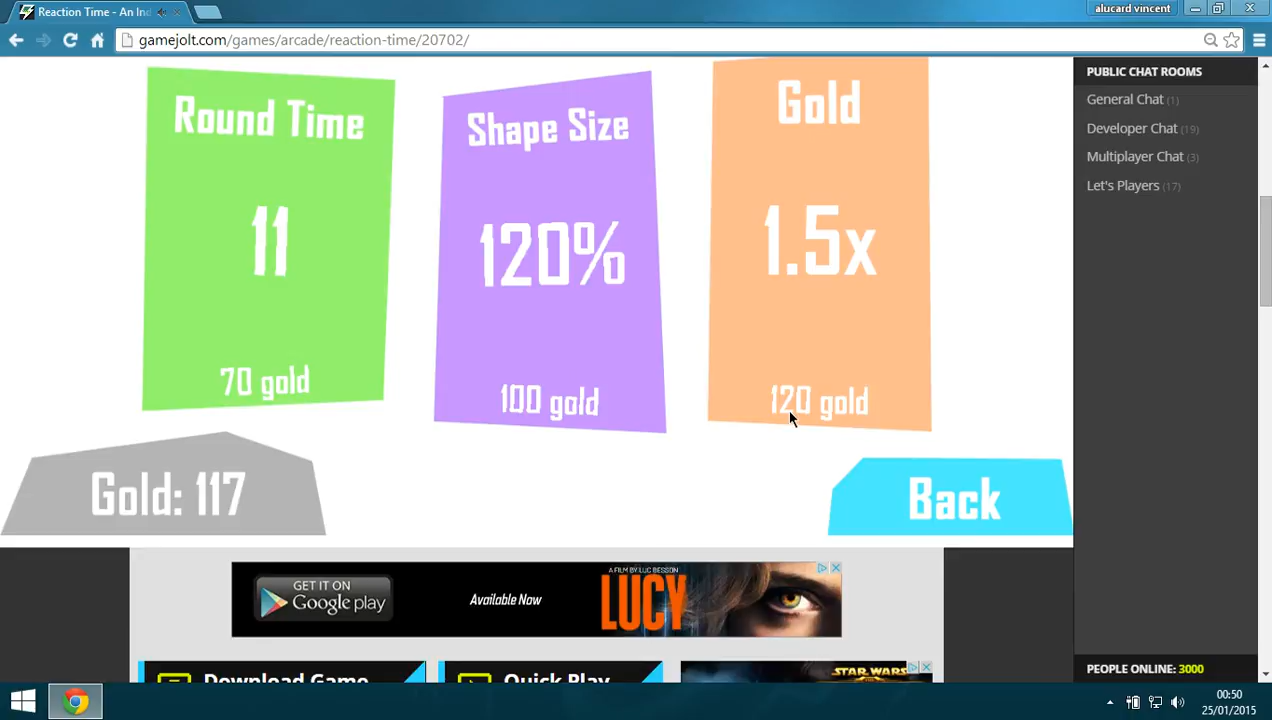 Reaction Time - An Ind
alucard vincent
gamejolt.com/games/arcade/reaction-time/20702/
Round Time
11
70 gold
Shape Size
120%
100 gold
Gold
1.5x
120 gold
Gold: 117
Back
PUBLIC CHAT ROOMS
General Chat (1)
Developer Chat (19)
Multiplayer Chat (3)
Let's Players (17)
GET IT ON
Google play
Available Now
A FILM BY LUC BESSON
LUCY
Download Game
Quick Play
STAR WARS
PEOPLE ONLINE: 3000
00:50
25/01/2015